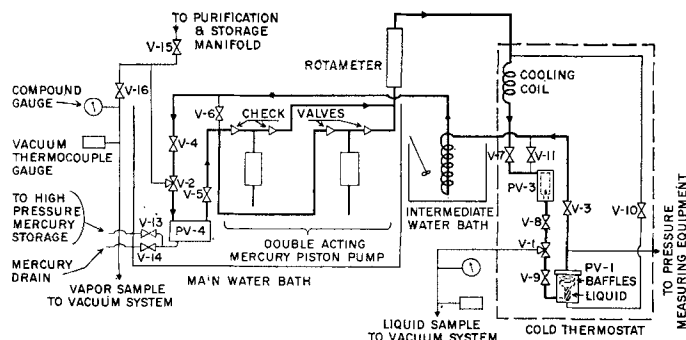 TO PURIFICATION
& STORAGE
MANIFOLD
V-15
V-16
COMPOUND
GAUGE
VACUUM
THERMOCOUPLE
GAUGE
TO HIGH
PRESSURE
MERCURY
STORAGE
MERCURY
DRAIN
VAPOR SAMPLE
TO VACUUM SYSTEM
V-6
V-4
V-2
V-5
V-13
V-14
PV-4
CHECK VALVES
ROTAMETER
DOUBLE ACTING
MERCURY PISTON PUMP
MAIN WATER BATH
INTERMEDIATE
WATER BATH
COOLING
COIL
V-7
V-11
PV-3
V-8
V-3
V-10
V-1
V-9
PV-1
BAFFLES
LIQUID
LIQUID SAMPLE
TO VACUUM SYSTEM
COLD THERMOSTAT
TO PRESSURE
MEASURING EQUIPMENT